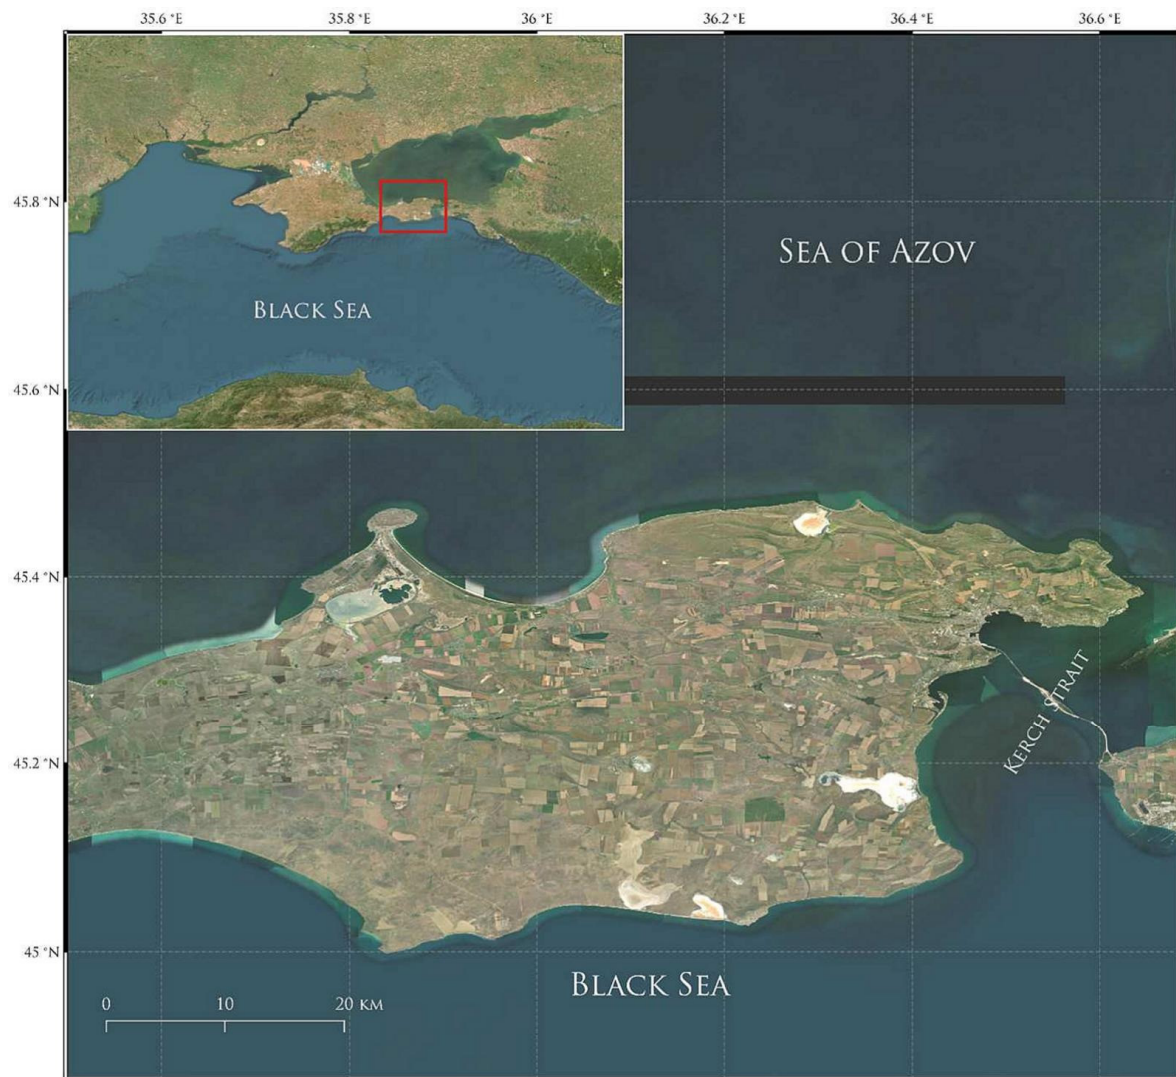 35.6 °E 35.8 °E 36 °E 36.2 °E 36.4 °E 36.6 °E
45.8 °N
SEA OF AZOV
BLACK SEA
45.6 °N
45.4 °N
KERCH STRAIT
45.2 °N
45 °N
BLACK SEA
0 10 20 KM